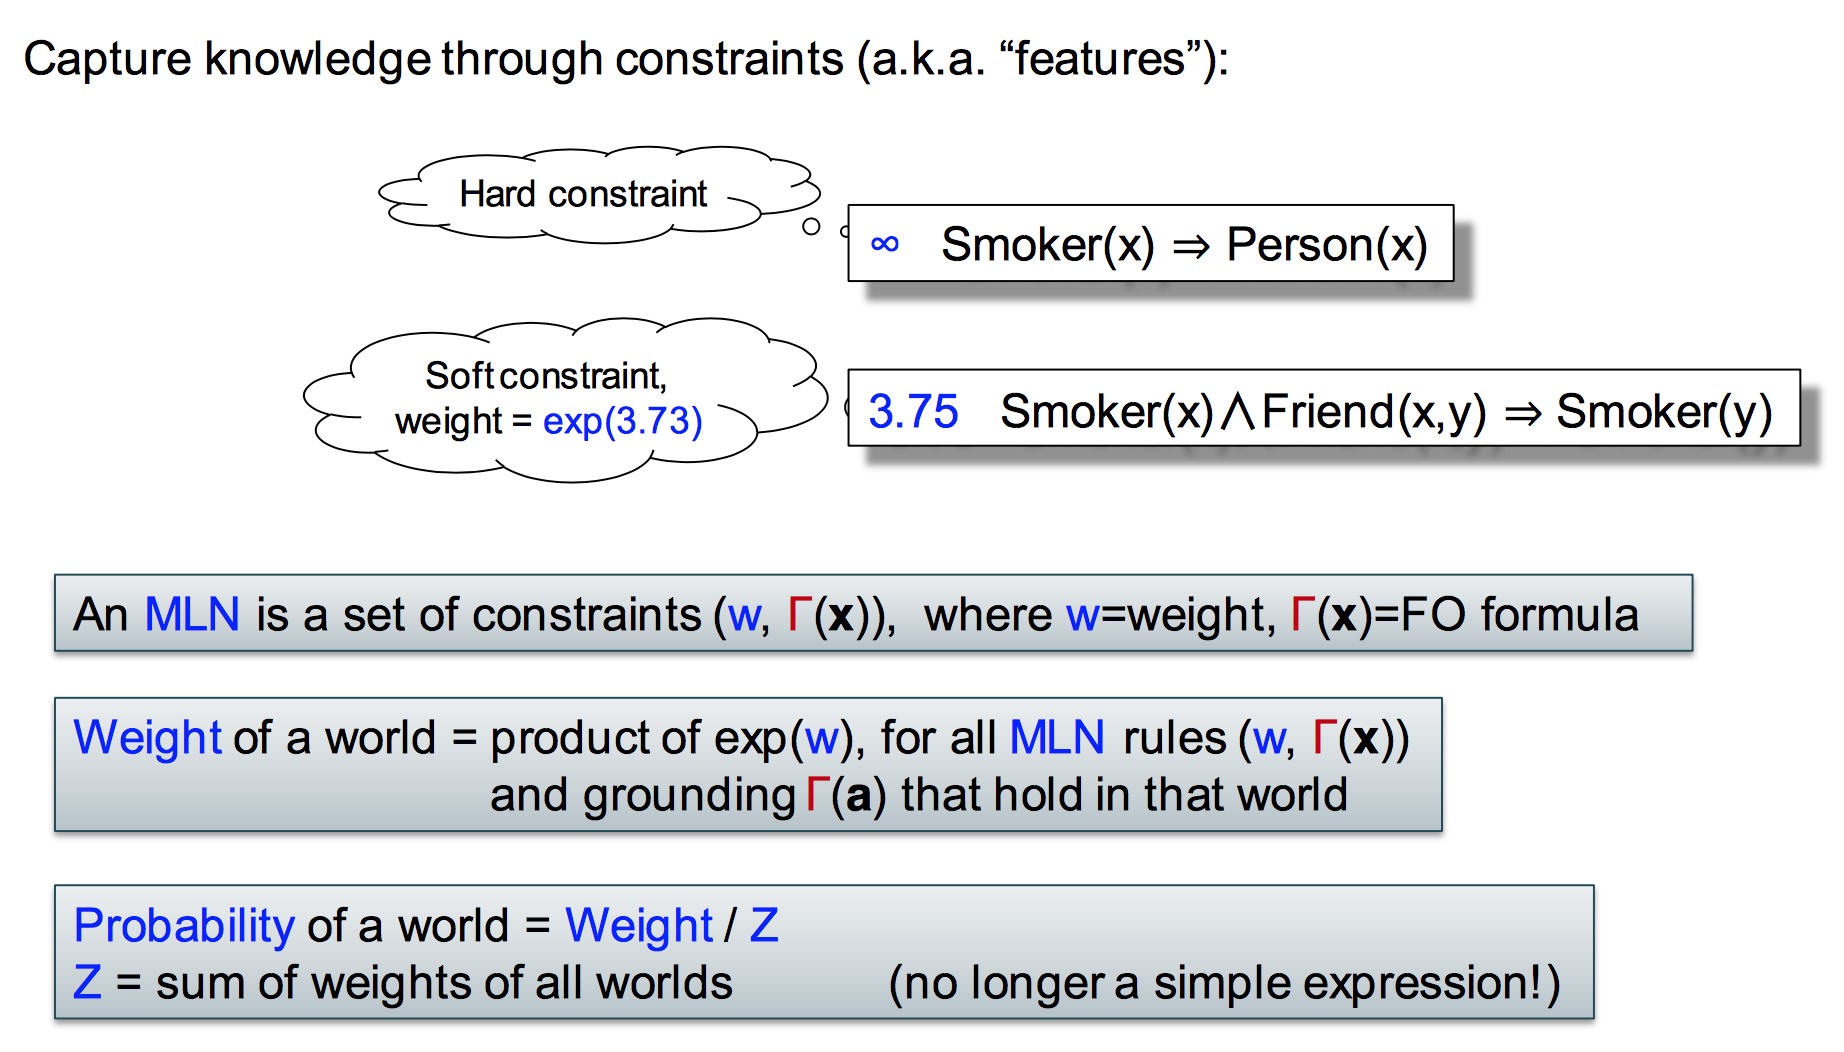 Capture knowledge through constraints (a.k.a. “features”):
Hard constraint
∞ Smoker(x) ⇒ Person(x)
Soft constraint,
weight = exp(3.73)
3.75 Smoker(x)⋀Friend(x,y) ⇒ Smoker(y)
An MLN is a set of constraints (w, Γ(x)), where w=weight, Γ(x)=FO formula
Weight of a world = product of exp(w), for all MLN rules (w, Γ(x))
and grounding Γ(a) that hold in that world
Probability of a world = Weight / Z
Z = sum of weights of all worlds (no longer a simple expression!)